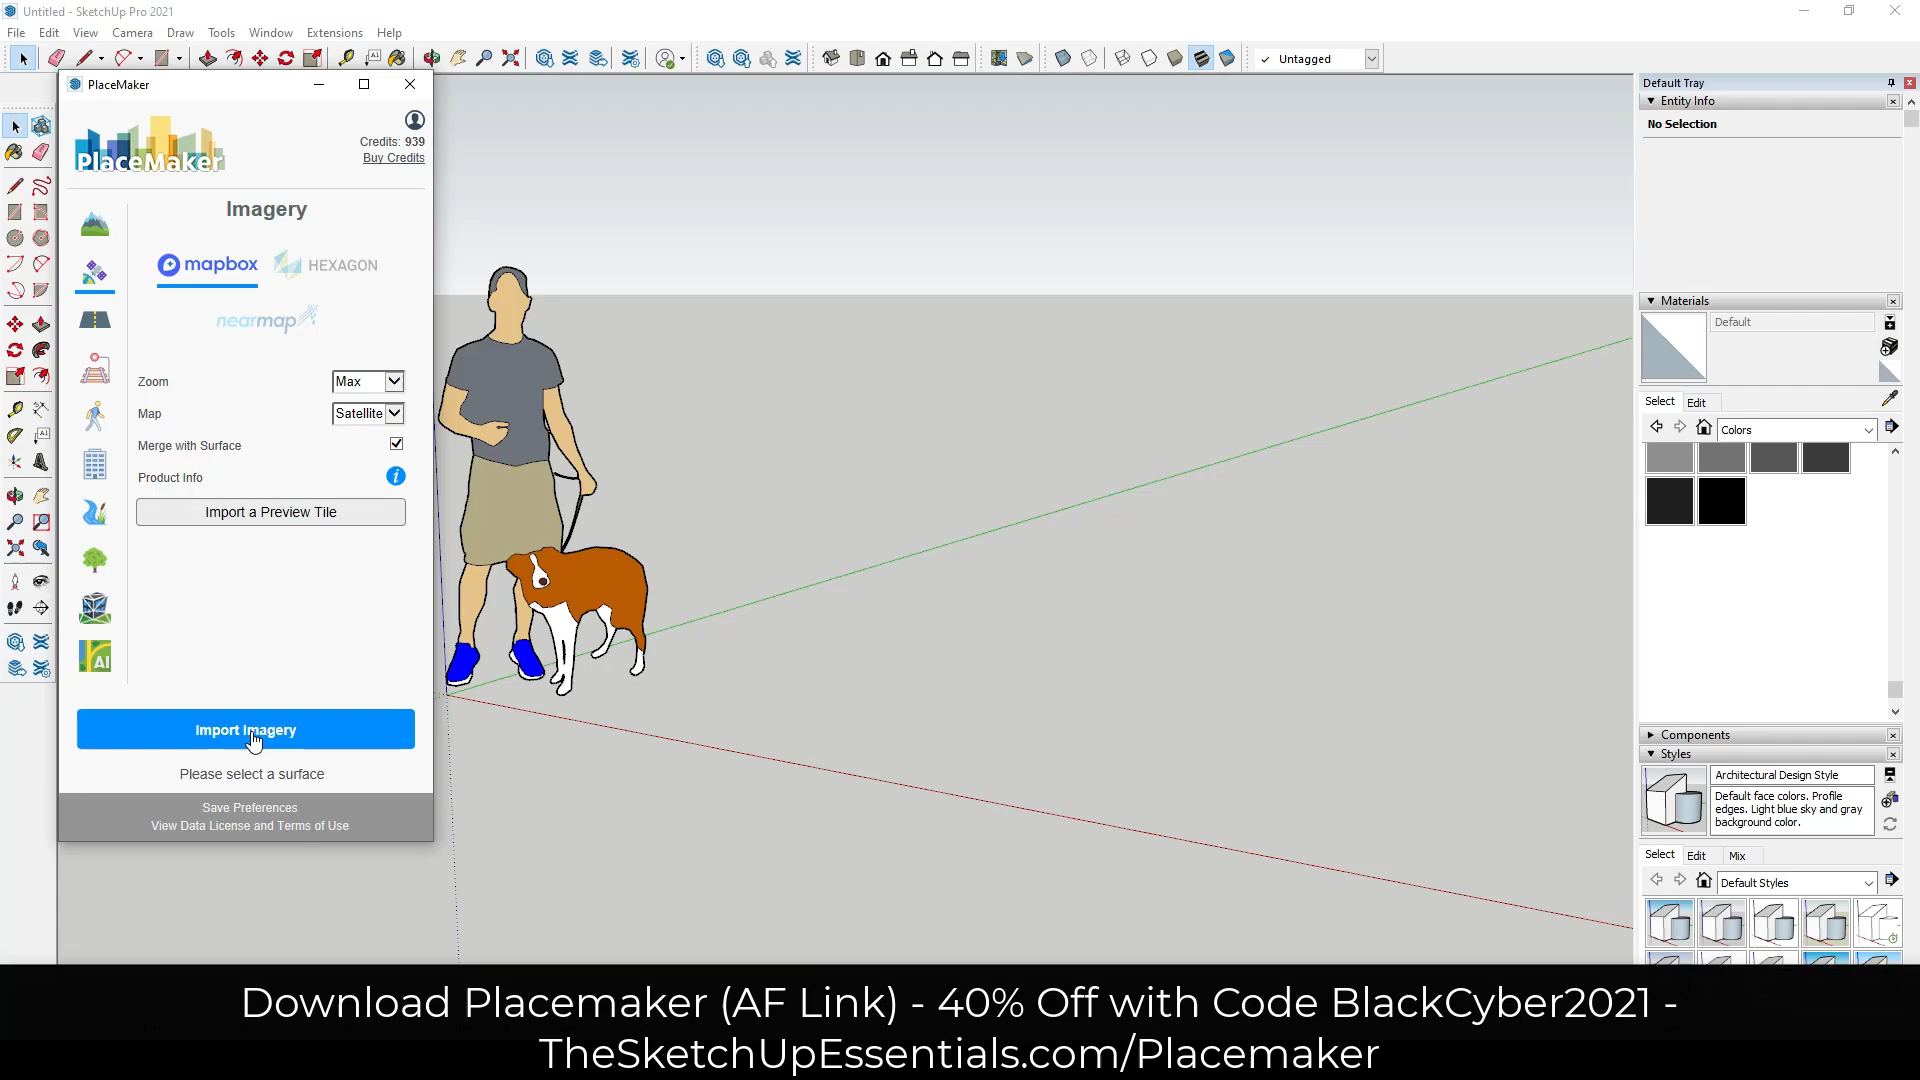 Untitled - SketchUp Pro 2021
File Edit View Camera Draw Tools Window Extensions Help
Untagged
PlaceMaker
PlaceMaker
Credits: 939
Buy Credits
Imagery
mapbox HEXAGON
nearmap
Zoom Max
Map Satellite
Merge with Surface
Product Info
Import a Preview Tile
AI
Import Imagery
Please select a surface
Save Preferences
View Data License and Terms of Use
Default Tray
Entity Info
No Selection
Materials
Default
Select Edit
Colors
Components
Styles
Architectural Design Style
Default face colors. Profile
edges. Light blue sky and gray
background color.
Select Edit Mix
Default Styles
Download Placemaker (AF Link) - 40% Off with Code BlackCyber2021 -
TheSketchUpEssentials.com/Placemaker